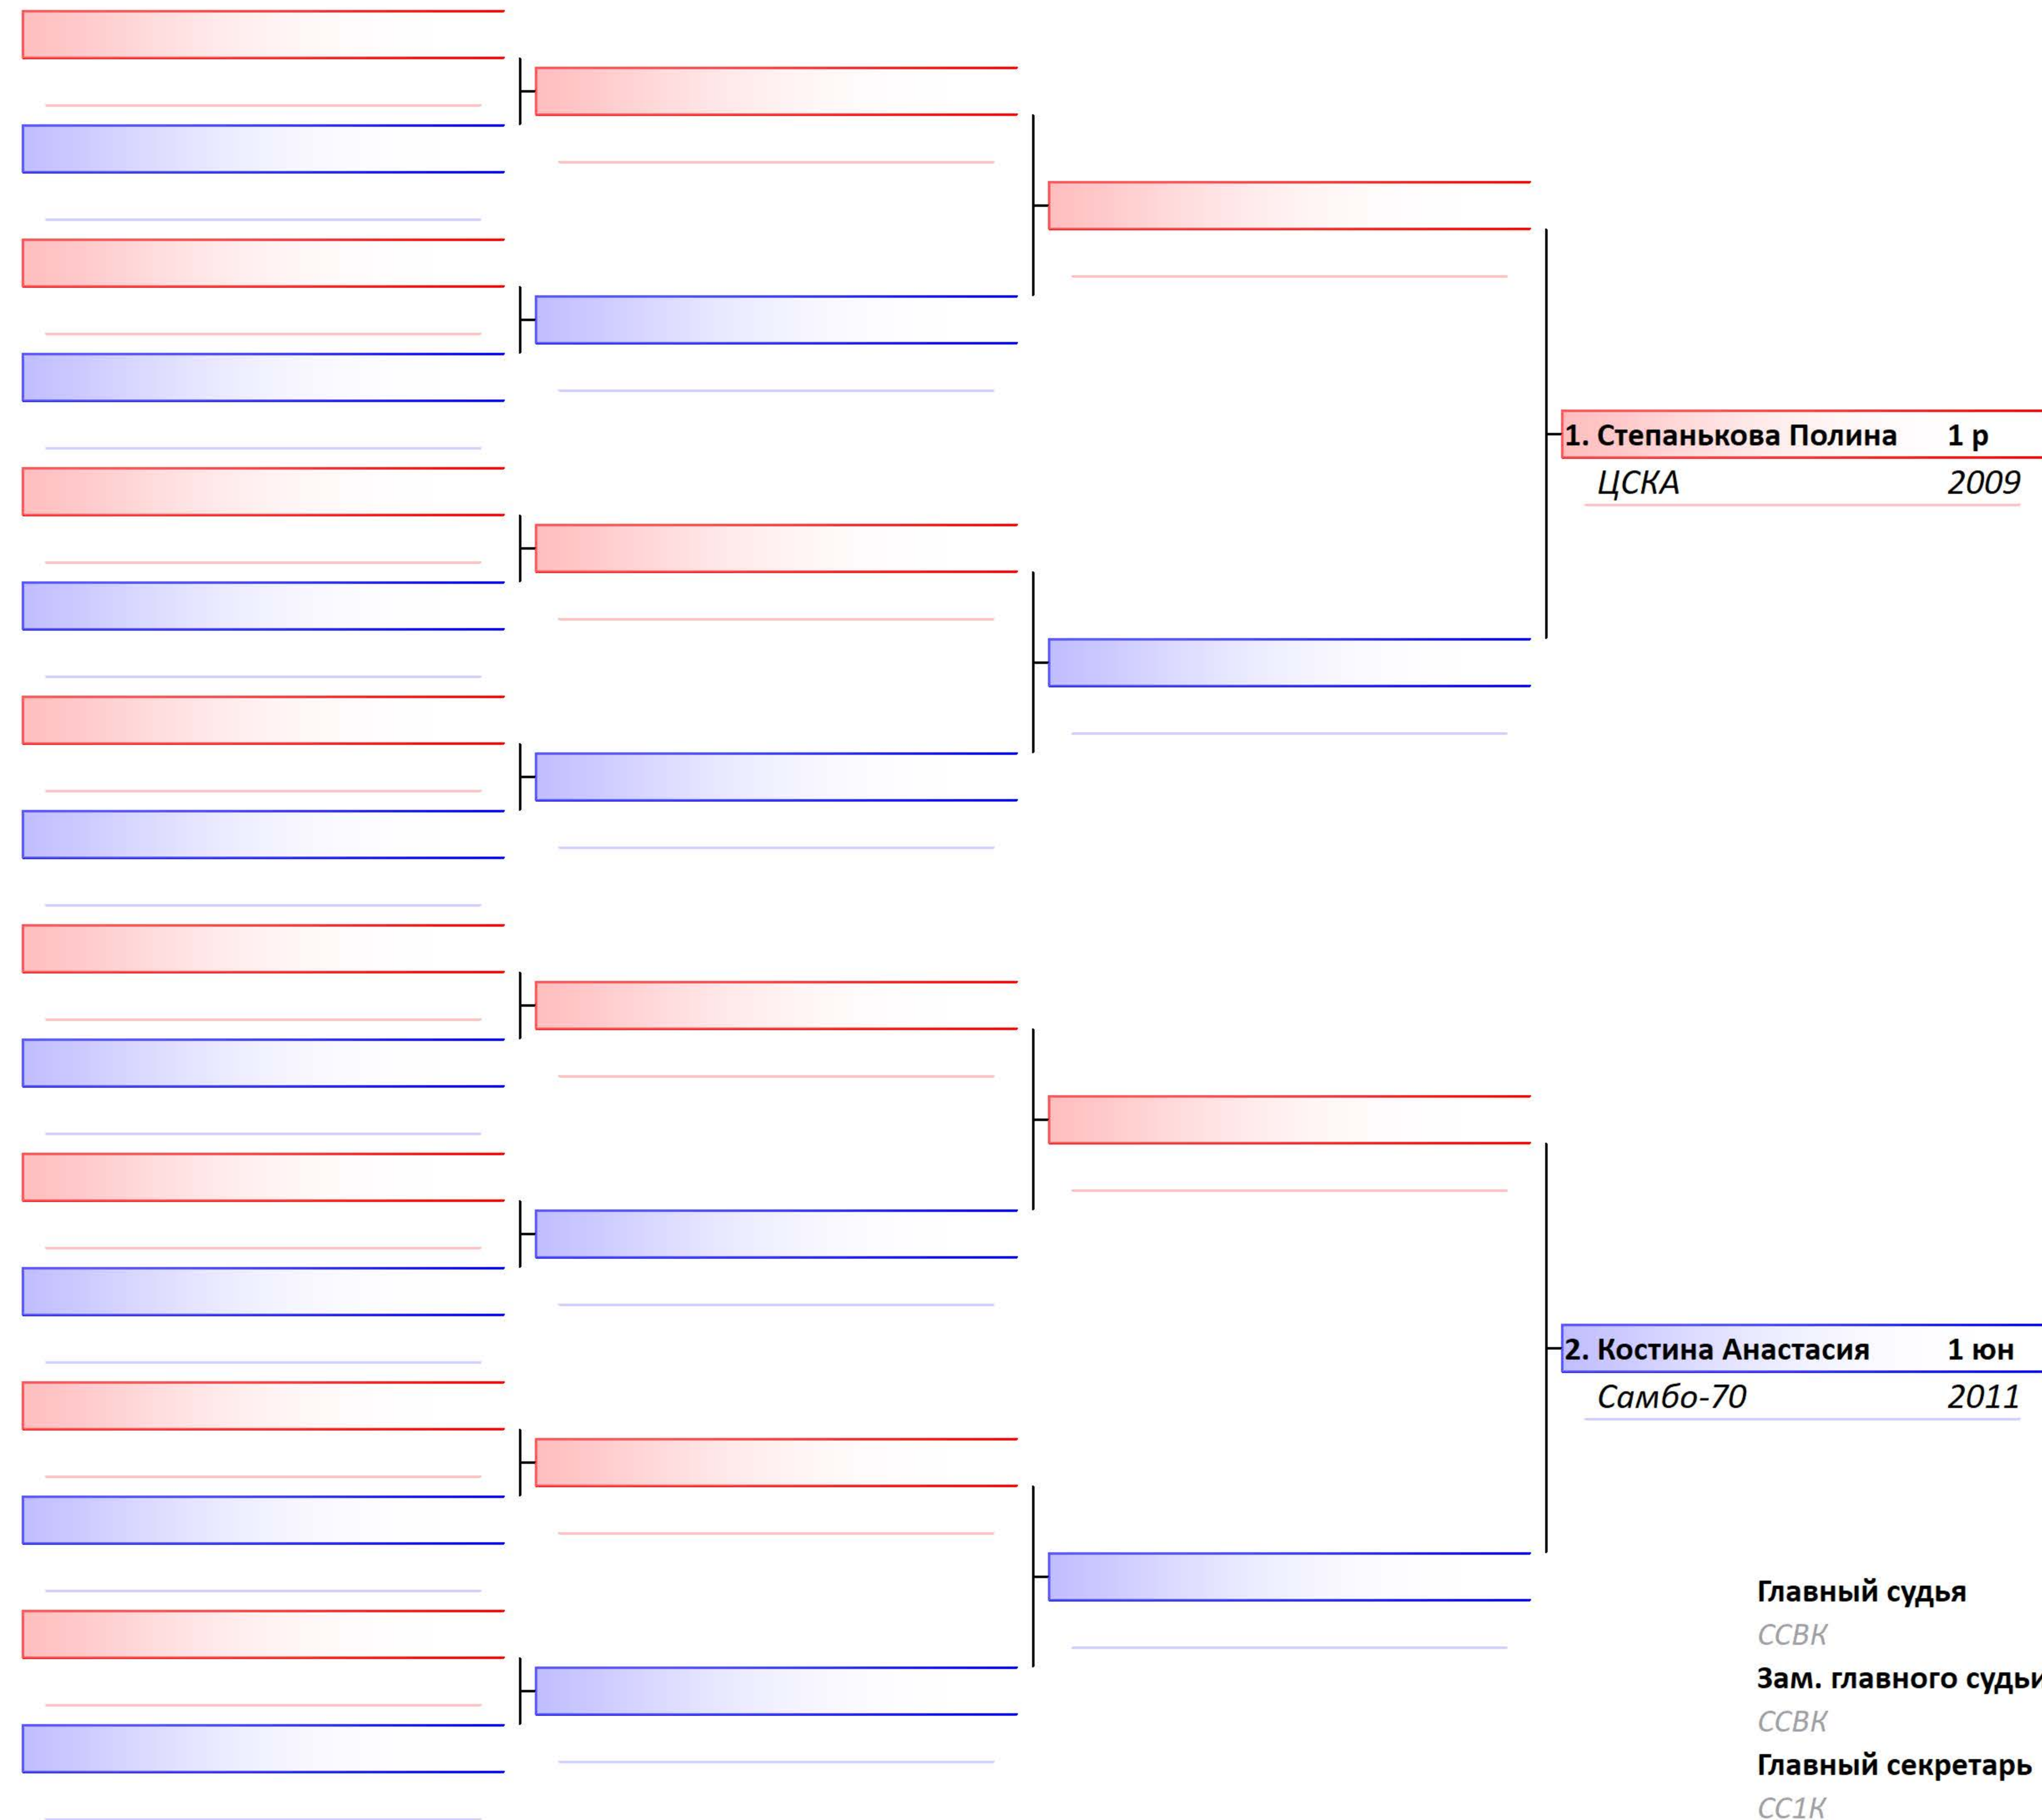 1. Степанькова Полина 1 р
ЦСКА 2009
2. Костина Анастасия 1 юн
Самбо-70 2011
Главный судья
ССВК
Зам. главного судьи
ССВК
Главный секретарь
СС1К